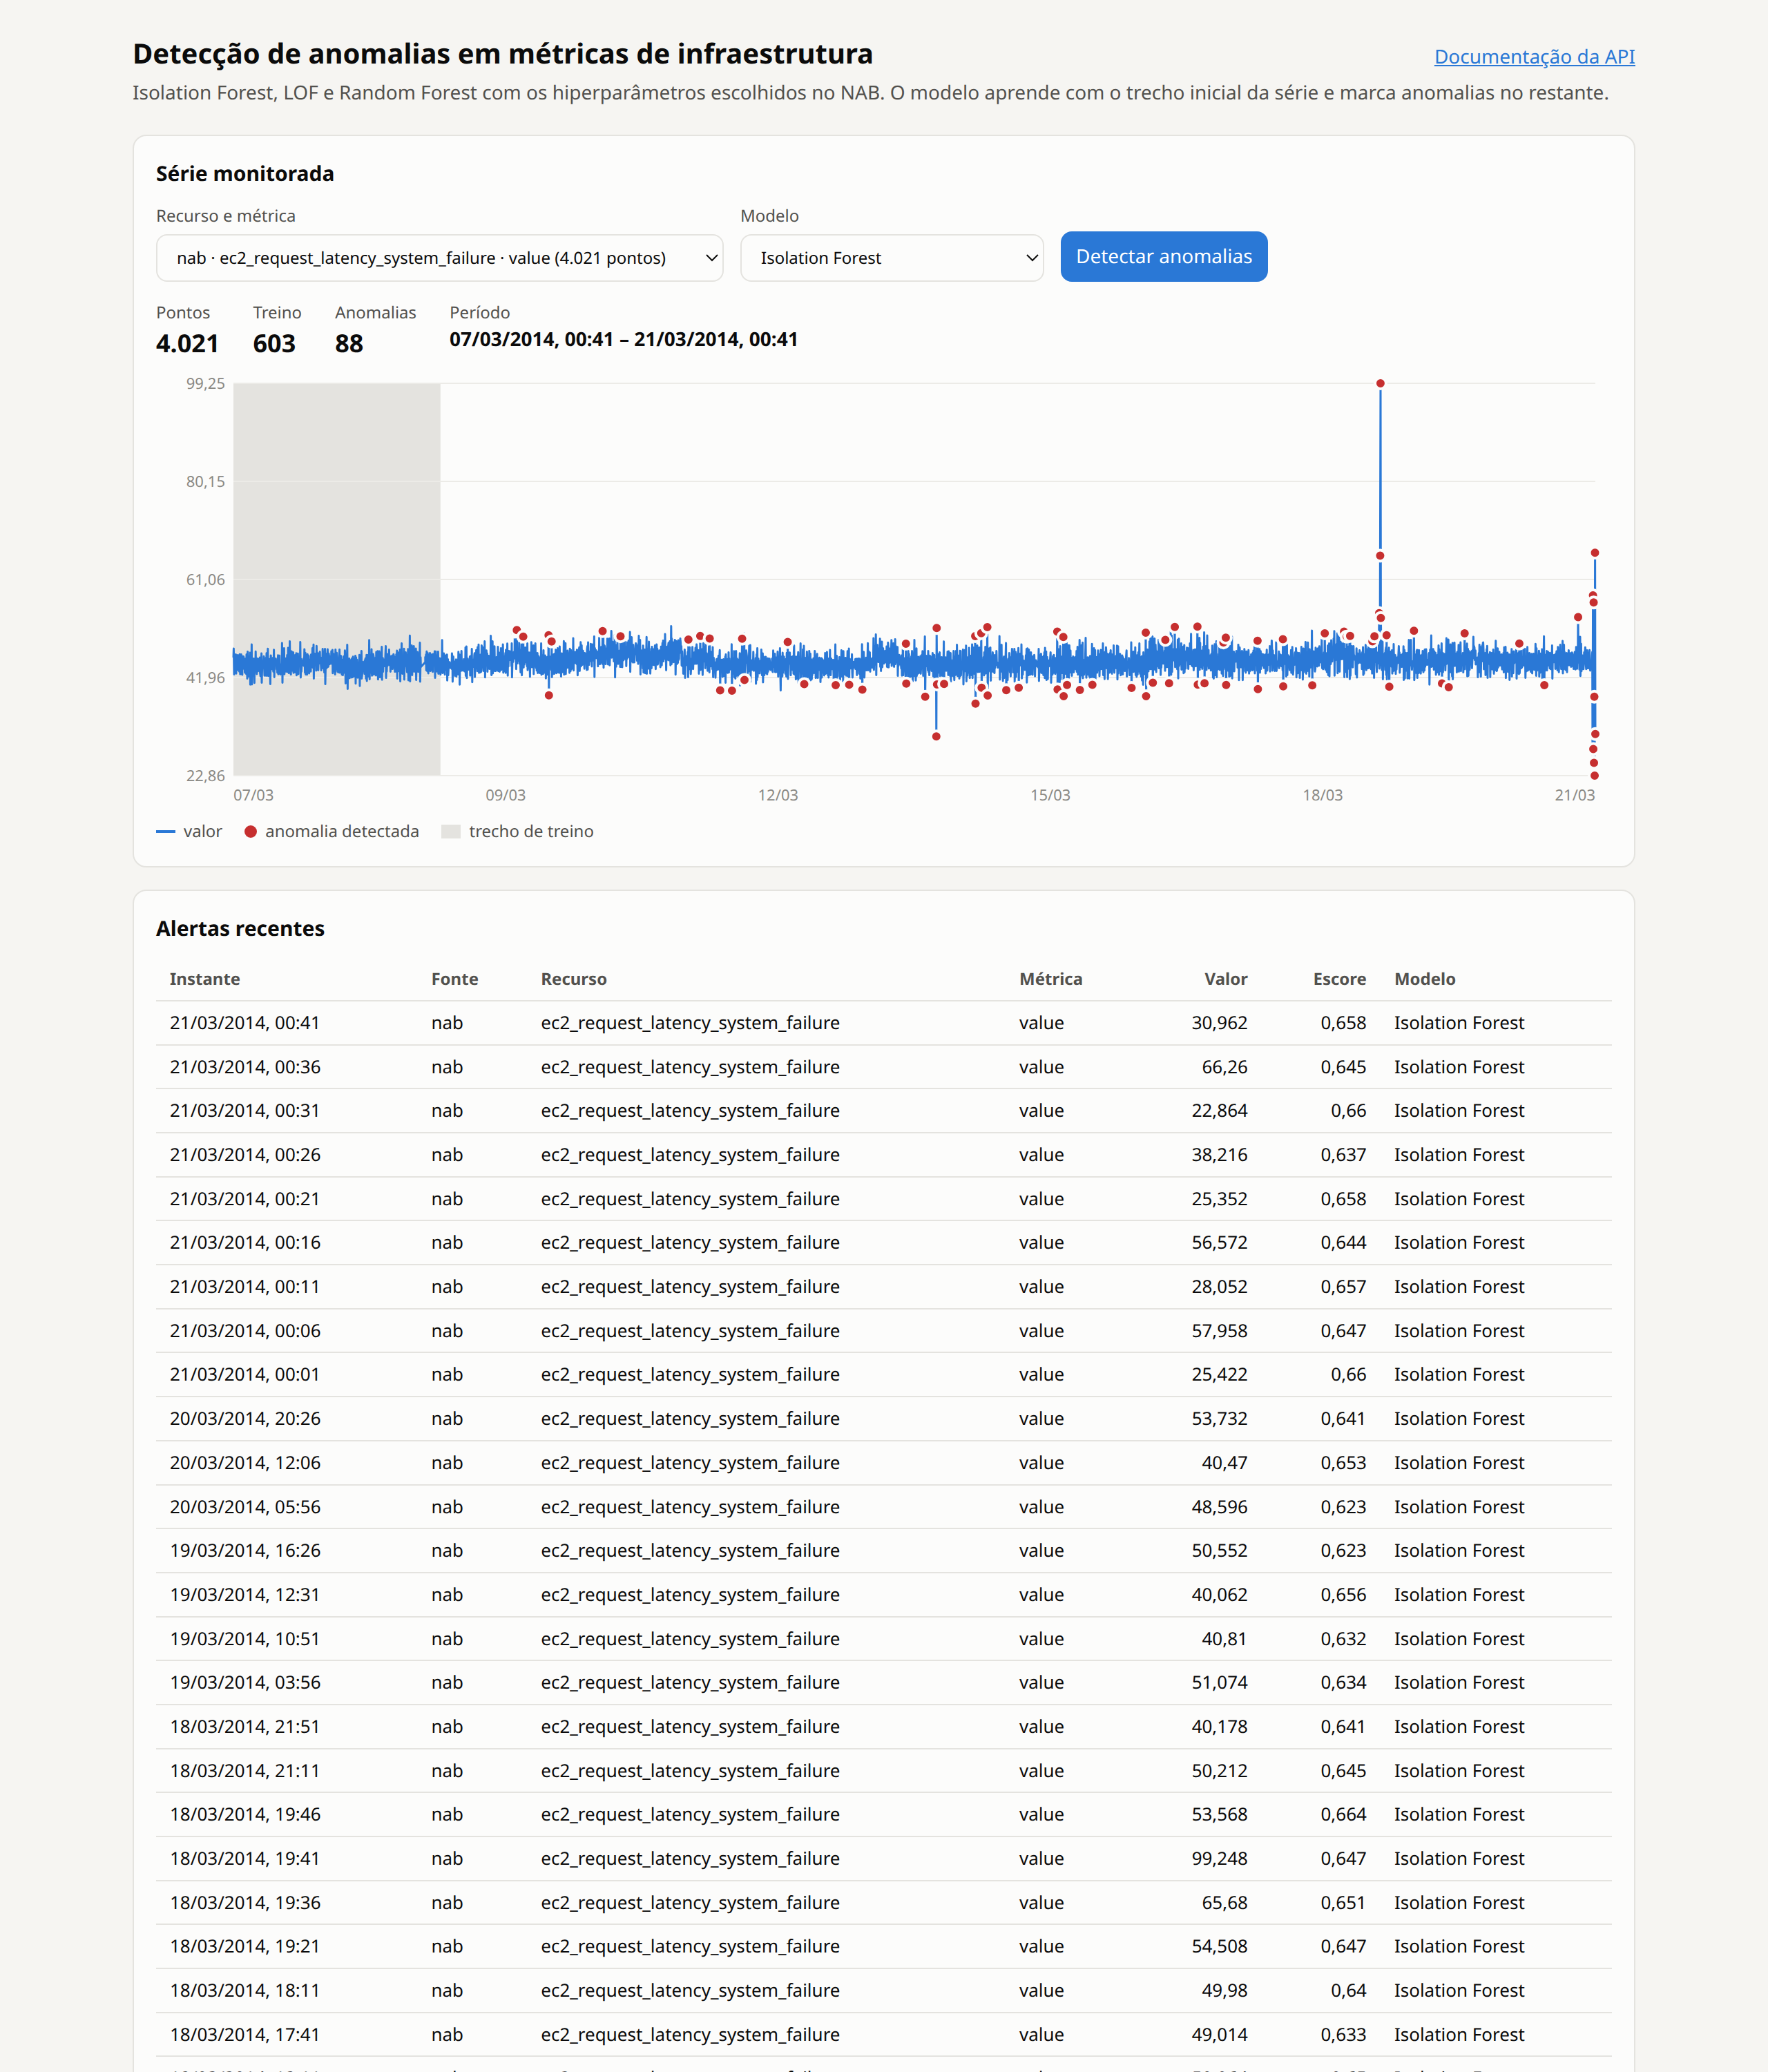 Detecção de anomalias em métricas de infraestrutura
Documentação da API
Isolation Forest, LOF e Random Forest com os hiperparâmetros escolhidos no NAB. O modelo aprende com o trecho inicial da série e marca anomalias no restante.
Série monitorada
Recurso e métrica
Modelo
nab · ec2_request_latency_system_failure · value (4.021 pontos)
Isolation Forest
Detectar anomalias
Pontos
Treino
Anomalias
Período
4.021
603
88
07/03/2014, 00:41 – 21/03/2014, 00:41
99,25
80,15
61,06
41,96
22,86
07/03
09/03
12/03
15/03
18/03
21/03
valor
anomalia detectada
trecho de treino
Alertas recentes
Instante Fonte Recurso Métrica Valor Escore Modelo
21/03/2014, 00:41 nab ec2_request_latency_system_failure value 30,962 0,658 Isolation Forest
21/03/2014, 00:36 nab ec2_request_latency_system_failure value 66,26 0,645 Isolation Forest
21/03/2014, 00:31 nab ec2_request_latency_system_failure value 22,864 0,66 Isolation Forest
21/03/2014, 00:26 nab ec2_request_latency_system_failure value 38,216 0,637 Isolation Forest
21/03/2014, 00:21 nab ec2_request_latency_system_failure value 25,352 0,658 Isolation Forest
21/03/2014, 00:16 nab ec2_request_latency_system_failure value 56,572 0,644 Isolation Forest
21/03/2014, 00:11 nab ec2_request_latency_system_failure value 28,052 0,657 Isolation Forest
21/03/2014, 00:06 nab ec2_request_latency_system_failure value 57,958 0,647 Isolation Forest
21/03/2014, 00:01 nab ec2_request_latency_system_failure value 25,422 0,66 Isolation Forest
20/03/2014, 20:26 nab ec2_request_latency_system_failure value 53,732 0,641 Isolation Forest
20/03/2014, 12:06 nab ec2_request_latency_system_failure value 40,47 0,653 Isolation Forest
20/03/2014, 05:56 nab ec2_request_latency_system_failure value 48,596 0,623 Isolation Forest
19/03/2014, 16:26 nab ec2_request_latency_system_failure value 50,552 0,623 Isolation Forest
19/03/2014, 12:31 nab ec2_request_latency_system_failure value 40,062 0,656 Isolation Forest
19/03/2014, 10:51 nab ec2_request_latency_system_failure value 40,81 0,632 Isolation Forest
19/03/2014, 03:56 nab ec2_request_latency_system_failure value 51,074 0,634 Isolation Forest
18/03/2014, 21:51 nab ec2_request_latency_system_failure value 40,178 0,641 Isolation Forest
18/03/2014, 21:11 nab ec2_request_latency_system_failure value 50,212 0,645 Isolation Forest
18/03/2014, 19:46 nab ec2_request_latency_system_failure value 53,568 0,664 Isolation Forest
18/03/2014, 19:41 nab ec2_request_latency_system_failure value 99,248 0,647 Isolation Forest
18/03/2014, 19:36 nab ec2_request_latency_system_failure value 65,68 0,651 Isolation Forest
18/03/2014, 19:21 nab ec2_request_latency_system_failure value 54,508 0,647 Isolation Forest
18/03/2014, 18:11 nab ec2_request_latency_system_failure value 49,98 0,64 Isolation Forest
18/03/2014, 17:41 nab ec2_request_latency_system_failure value 49,014 0,633 Isolation Forest